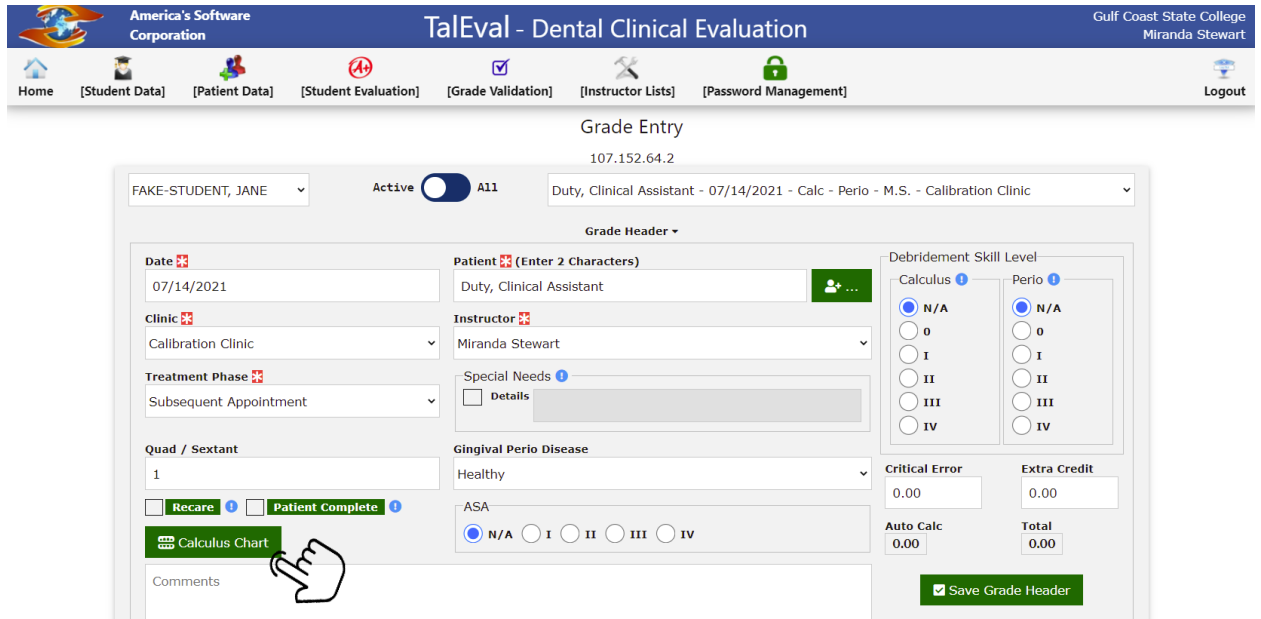 America's Software
Corporation
TalEval - Dental Clinical Evaluation
Gulf Coast State College
Miranda Stewart
Home [Student Data] [Patient Data] [Student Evaluation] [Grade Validation] [Instructor Lists] [Password Management] Logout
Grade Entry
107.152.64.2
FAKE-STUDENT, JANE Active All Duty, Clinical Assistant - 07/14/2021 - Calc - Perio - M.S. - Calibration Clinic
Grade Header
Date Patient (Enter 2 Characters)
07/14/2021 Duty, Clinical Assistant ...
Clinic Instructor
Calibration Clinic Miranda Stewart
Treatment Phase Special Needs
Subsequent Appointment Details
Quad / Sextant Gingival Perio Disease
1 Healthy
Recare Patient Complete ASA
N/A I II III IV
Calculus Chart
Comments
Debridement Skill Level
Calculus Perio
N/A N/A
0 0
I I
II II
III III
IV IV
Critical Error Extra Credit
0.00 0.00
Auto Calc Total
0.00 0.00
Save Grade Header